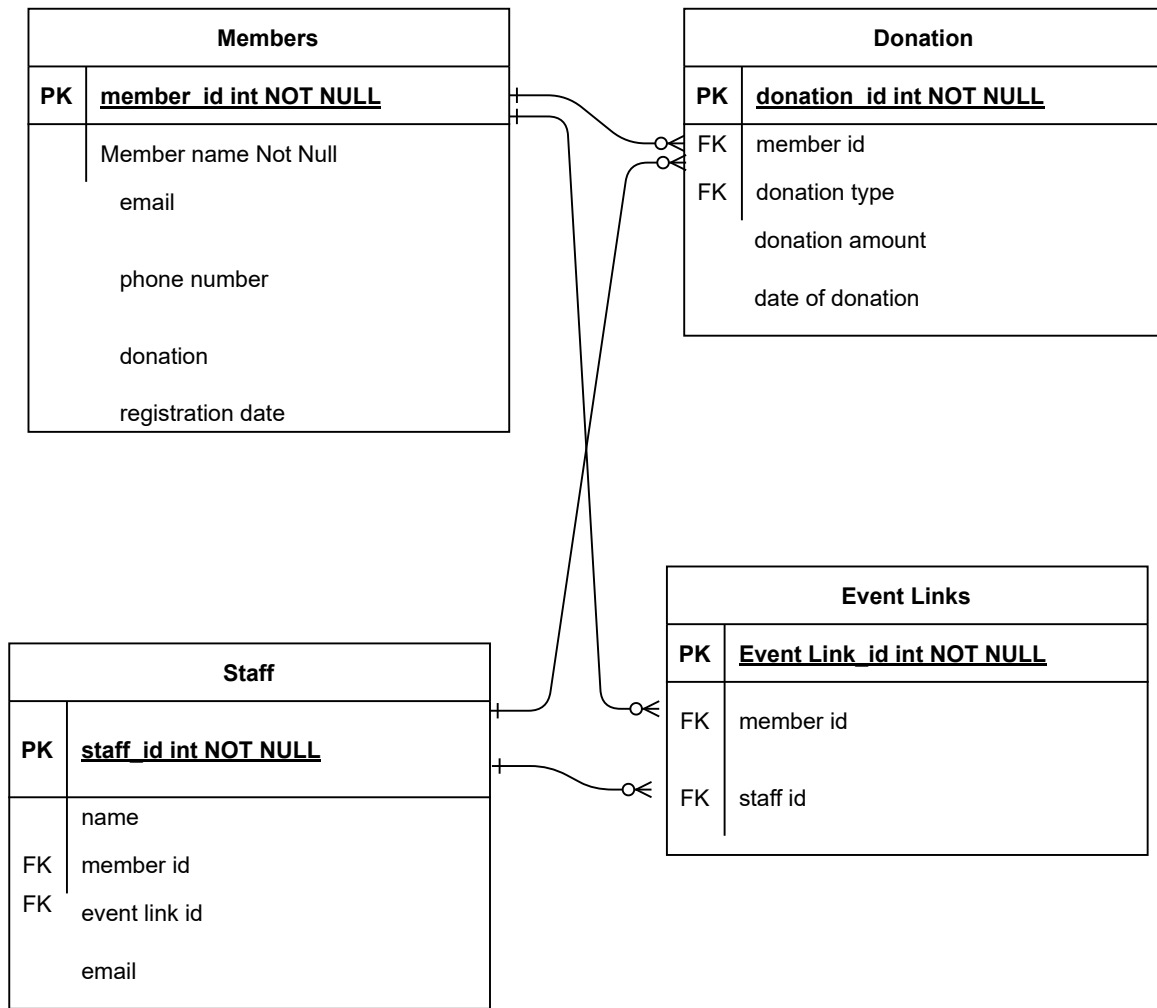 Members
PK member_id int NOT NULL
Member name Not Null
email
phone number
donation
registration date
Donation
PK donation_id int NOT NULL
FK member id
FK donation type
donation amount
date of donation
Staff
PK staff_id int NOT NULL
name
FK member id
FK event link id
email
Event Links
PK Event Link_id int NOT NULL
FK member id
FK staff id